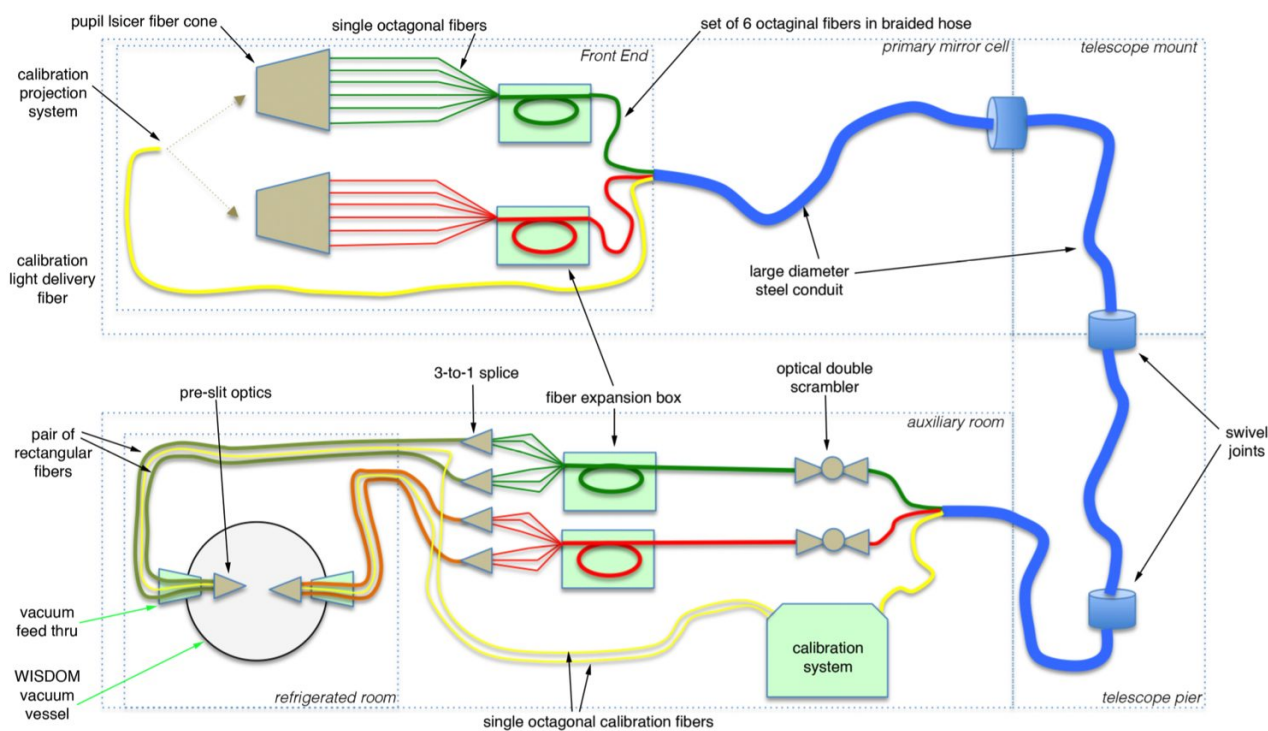 pupil lsicer fiber cone
single octagonal fibers
set of 6 octaginal fibers in braided hose
Front End
primary mirror cell
telescope mount
calibration
projection
system
calibration
light delivery
fiber
large diameter
steel conduit
3-to-1 splice
optical double
scrambler
pre-slit optics
fiber expansion box
auxiliary room
pair of
rectangular
fibers
swivel
joints
vacuum
feed thru
calibration
system
WISDOM
vacuum
vessel
refrigerated room
telescope pier
single octagonal calibration fibers